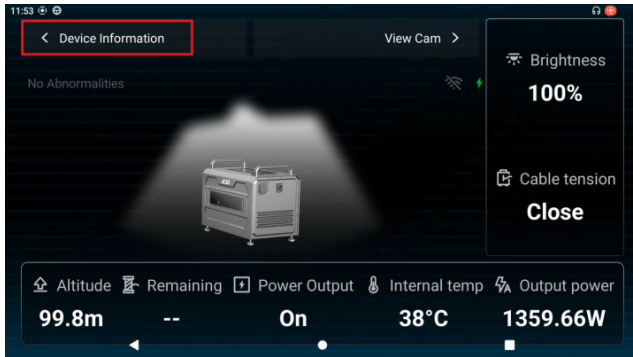 11:53
Device Information
View Cam
No Abnormalities
Brightness
100%
Cable tension
Close
Altitude
Remaining
Power Output
Internal temp
Output power
99.8m
--
On
38°C
1359.66W